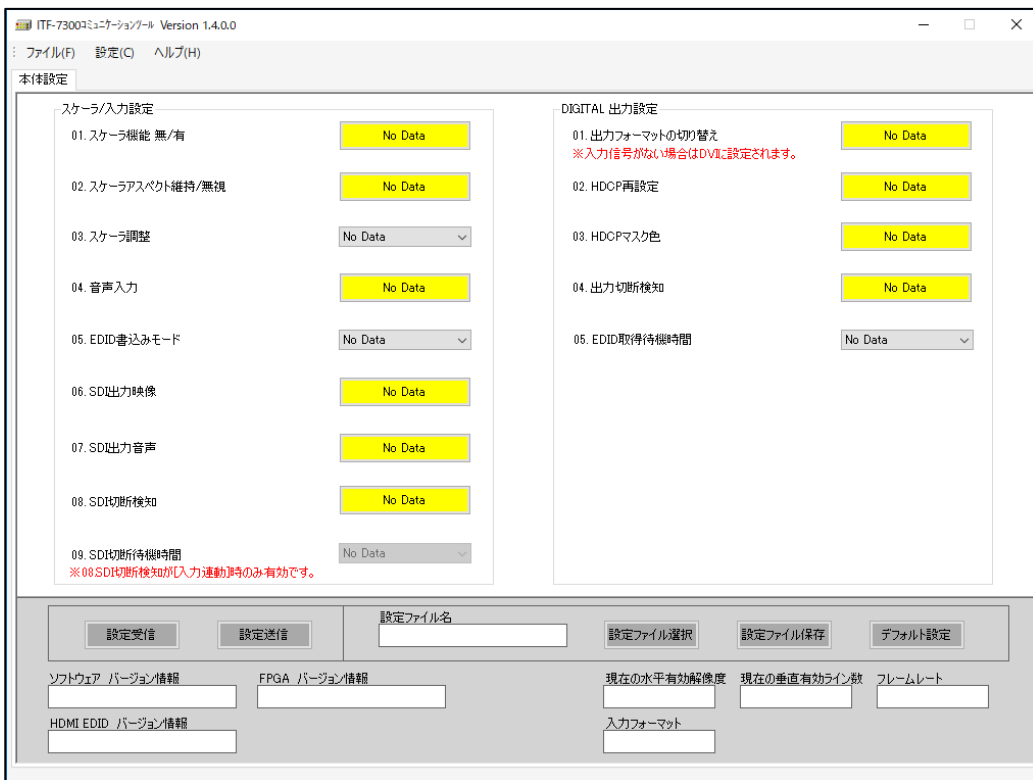 ITF-7300ｺﾐｭﾆｹｰｼｮﾝﾂｰﾙ Version 1.4.0.0
ファイル(F) 設定(C) ヘルプ(H)
本体設定
スケーラ/入力設定
01. スケーラ機能 無/有 No Data
02. スケーラアスペクト維持/無視 No Data
03. スケーラ調整 No Data
04. 音声入力 No Data
05. EDID書込みモード No Data
06. SDI出力映像 No Data
07. SDI出力音声 No Data
08. SDI切断検知 No Data
09. SDI切断待機時間 No Data
※08.SDI切断検知が[入力連動]時のみ有効です。
DIGITAL 出力設定
01. 出力フォーマットの切り替え No Data
※入力信号がない場合はDVIに設定されます。
02. HDCP再設定 No Data
03. HDCPマスク色 No Data
04. 出力切断検知 No Data
05. EDID取得待機時間 No Data
設定受信 設定送信
設定ファイル名
設定ファイル選択 設定ファイル保存 デフォルト設定
ソフトウェア バージョン情報 FPGA バージョン情報 現在の水平有効解像度 現在の垂直有効ライン数 フレームレート
HDMI EDID バージョン情報 入力フォーマット